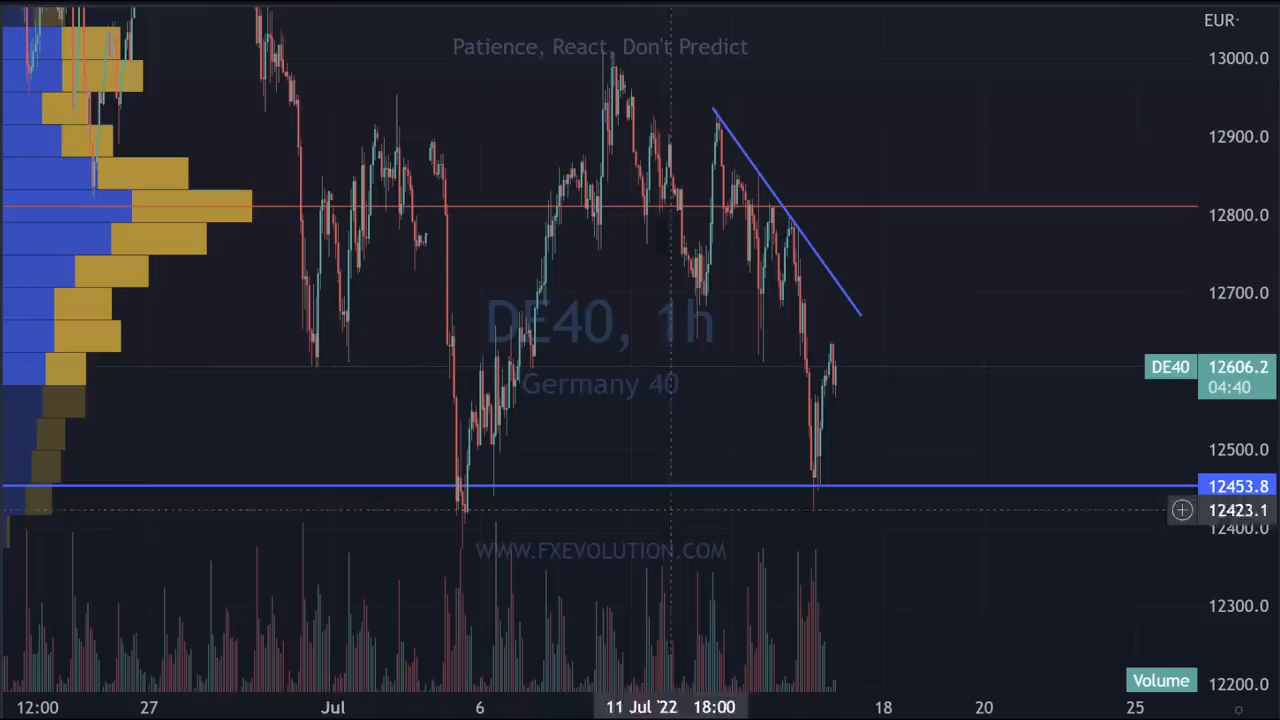 EUR
Patience, React, Don't Predict
13000.0
12900.0
12800.0
12700.0
DE40, 1h
Germany 40
DE40
12606.2
04:40
12500.0
12453.8
12423.1
12400.0
WWW.FXEVOLUTION.COM
12300.0
Volume
12200.0
12:00
27
Jul
6
11 Jul '22 18:00
18
20
25